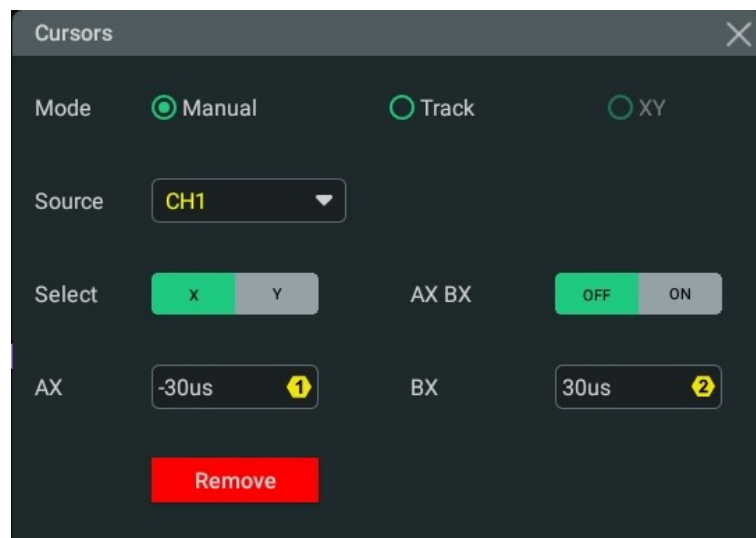 Cursors
Mode Manual Track XY
Source CH1
Select X Y AX BX OFF ON
AX -30us 1 BX 30us 2
Remove